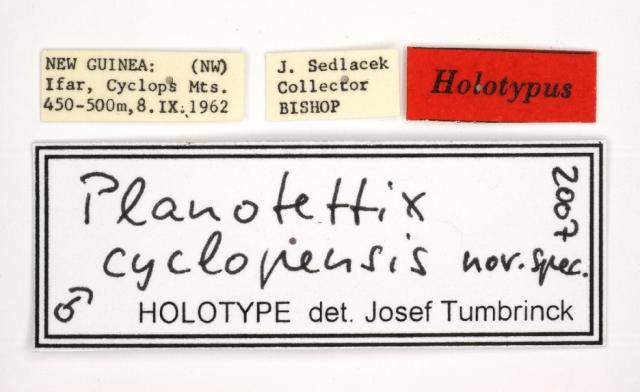 NEW GUINEA: (NW)
Ifar, Cyclops Mts.
450-500m, 8.IX.1962
J. Sedlacek
Collector
BISHOP
Holotypus
Planotettix
cyclopensis nov. spec.
2007
♂ HOLOTYPE det. Josef Tumbrinck